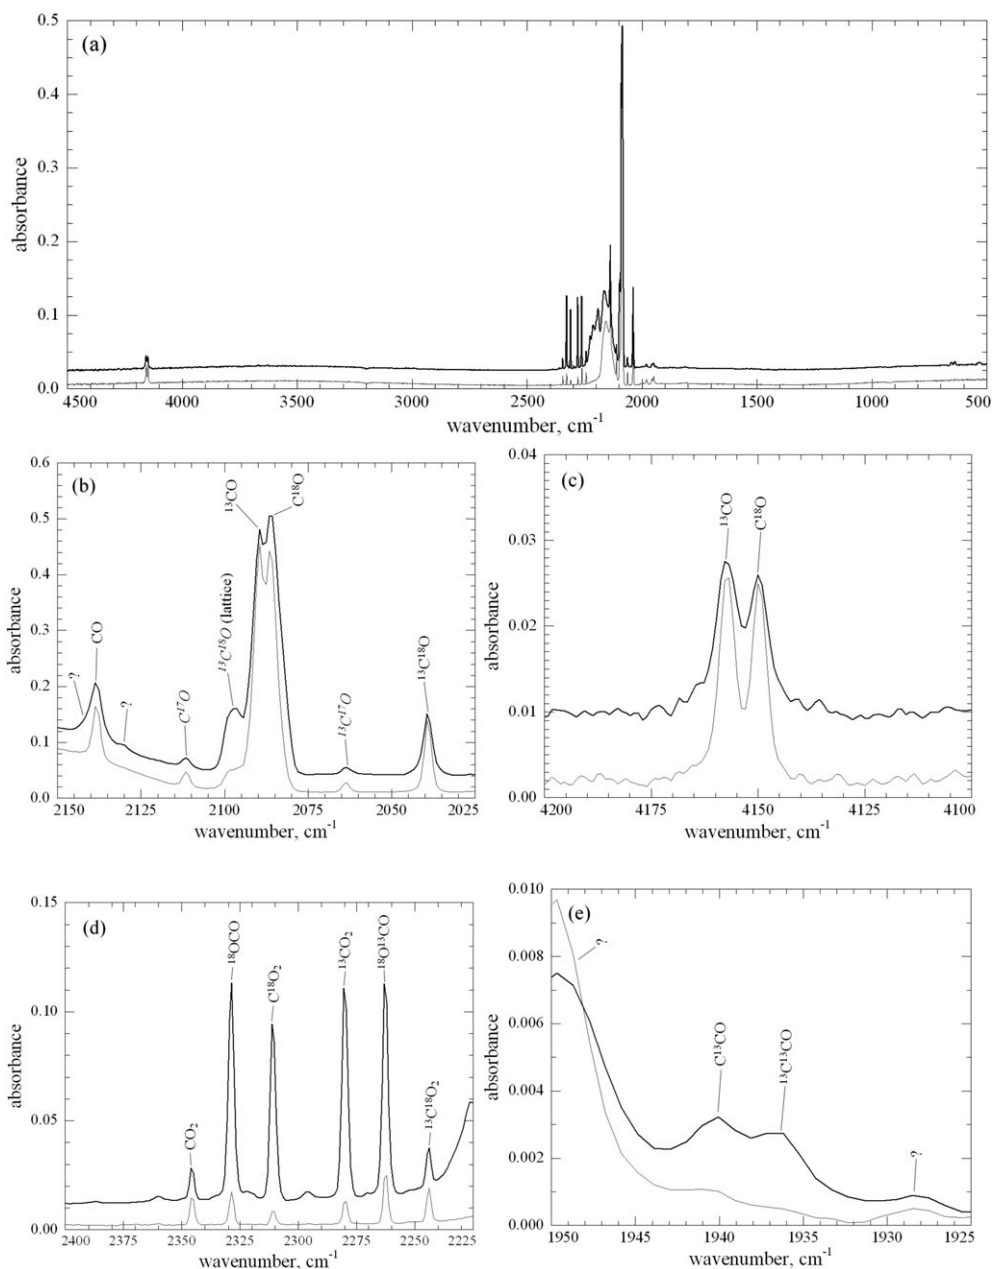 (a)
0.5
0.4
0.3
0.2
0.1
0.0
absorbance
4500 4000 3500 3000 2500 2000 1500 1000 500
wavenumber, cm⁻¹
(b)
0.6
0.5
0.4
0.3
0.2
0.1
0.0
absorbance
?
CO
?
C¹⁷O
¹³C¹⁸O (lattice)
¹³CO
C¹⁸O
¹³C¹⁷O
¹³C¹⁸O
2150 2125 2100 2075 2050 2025
wavenumber, cm⁻¹
(c)
0.04
0.03
0.02
0.01
0.00
absorbance
¹³CO
C¹⁸O
4200 4175 4150 4125 4100
wavenumber, cm⁻¹
(d)
0.15
0.10
0.05
0.00
absorbance
CO₂
¹⁸OCO
C¹⁸O₂
¹³CO₂
¹⁸O¹³CO
¹³C¹⁸O₂
2400 2375 2350 2325 2300 2275 2250 2225
wavenumber, cm⁻¹
(e)
0.010
0.008
0.006
0.004
0.002
0.000
absorbance
?
C¹³CO
¹³C¹³CO
?
1950 1945 1940 1935 1930 1925
wavenumber, cm⁻¹